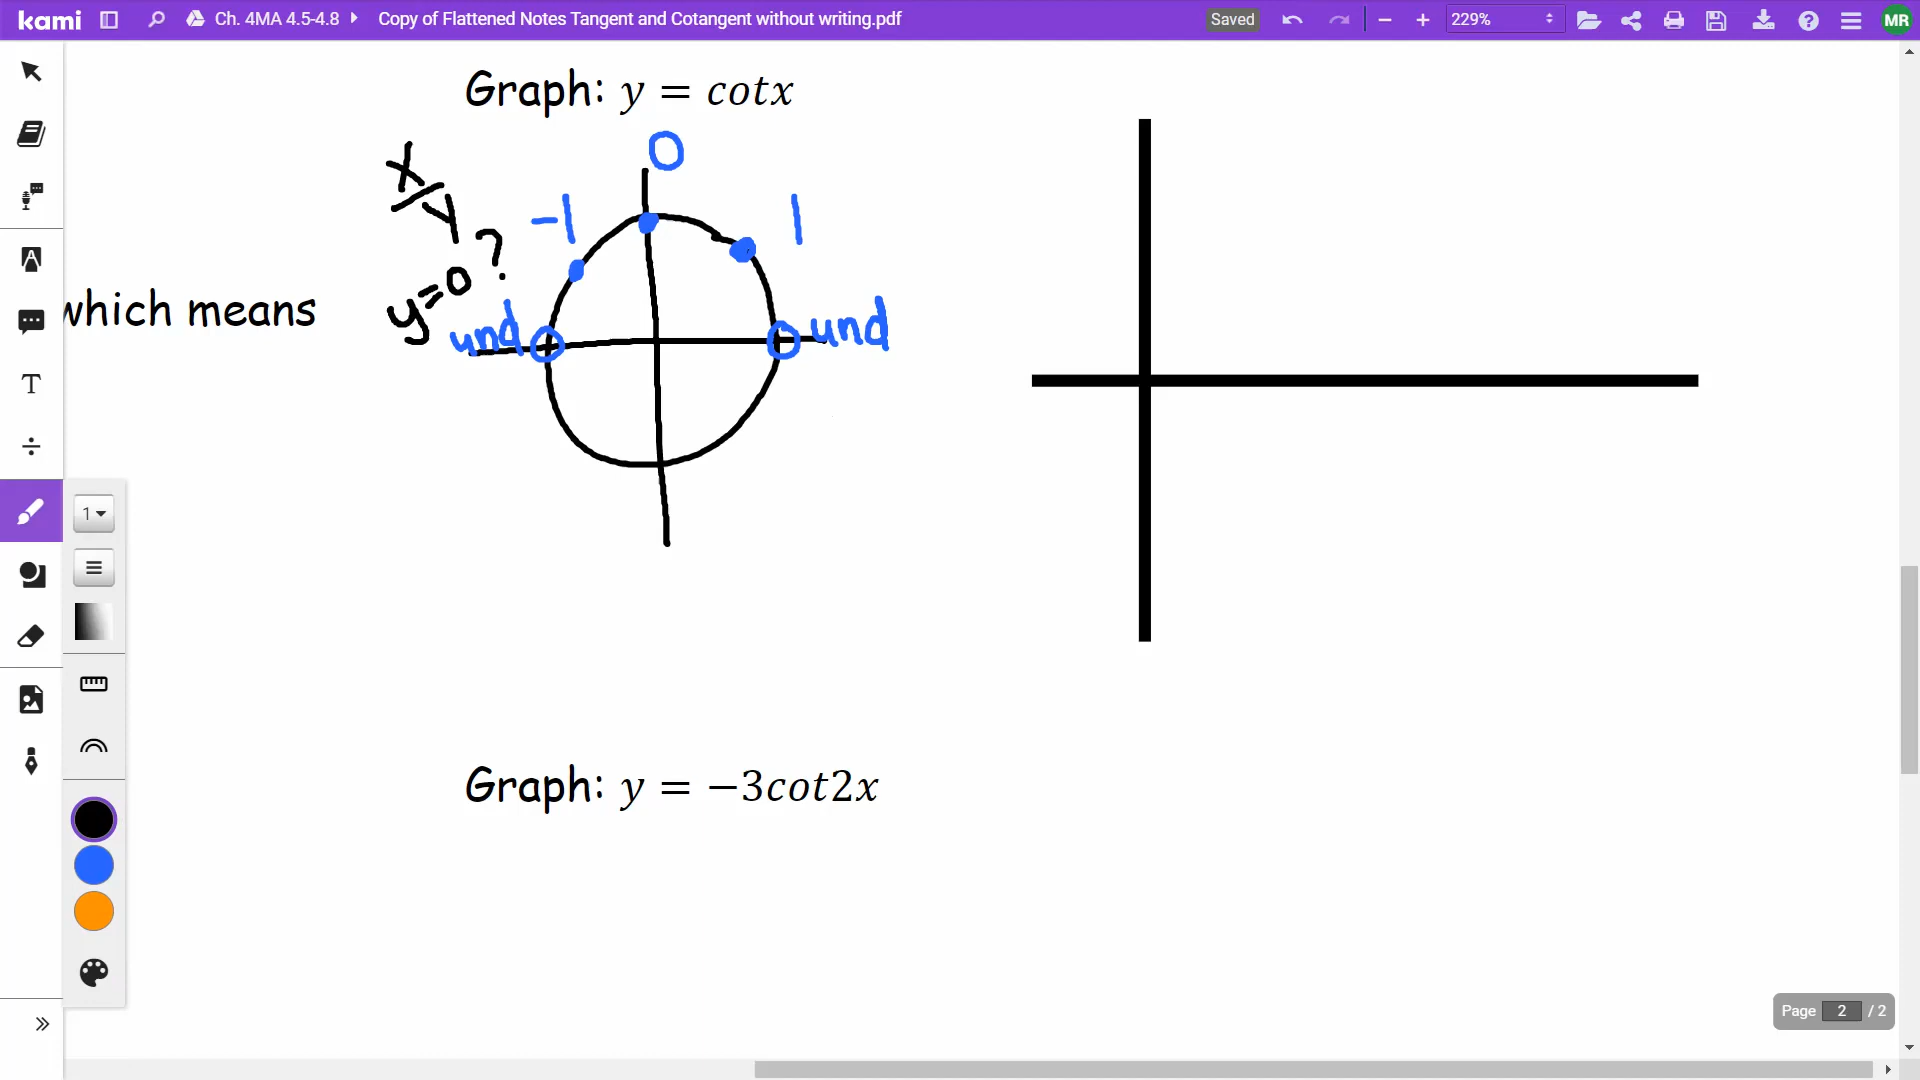 kami
Ch. 4MA 4.5-4.8
Copy of Flattened Notes Tangent and Cotangent without writing.pdf
Saved
229%
MR
Graph: y = cotx
x/y
y=0 ?
0
-1
1
und
und
which means
T
÷
1
Graph: y = −3cot2x
Page 2 / 2